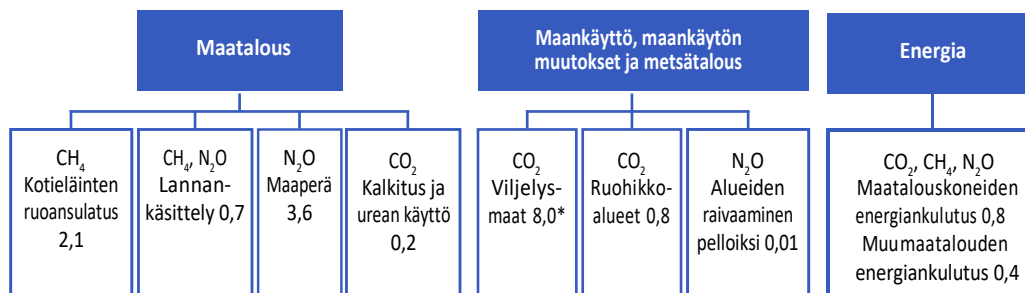 Maatalous
Maankäyttö, maankäytön
muutokset ja metsätalous
Energia
CH₄
Kotieläinten
ruoansulatus
2,1
CH₄, N₂O
Lannan-
käsittely 0,7
N₂O
Maaperä
3,6
CO₂
Kalkitus ja
urean käyttö
0,2
CO₂
Viljelys-
maat 8,0*
CO₂
Ruohikko-
alueet 0,8
N₂O
Alueiden
raivaaminen
pelloiksi 0,01
CO₂, CH₄, N₂O
Maatalouskoneiden
energiankulutus 0,8
Muumaatalouden
energiankulutus 0,4